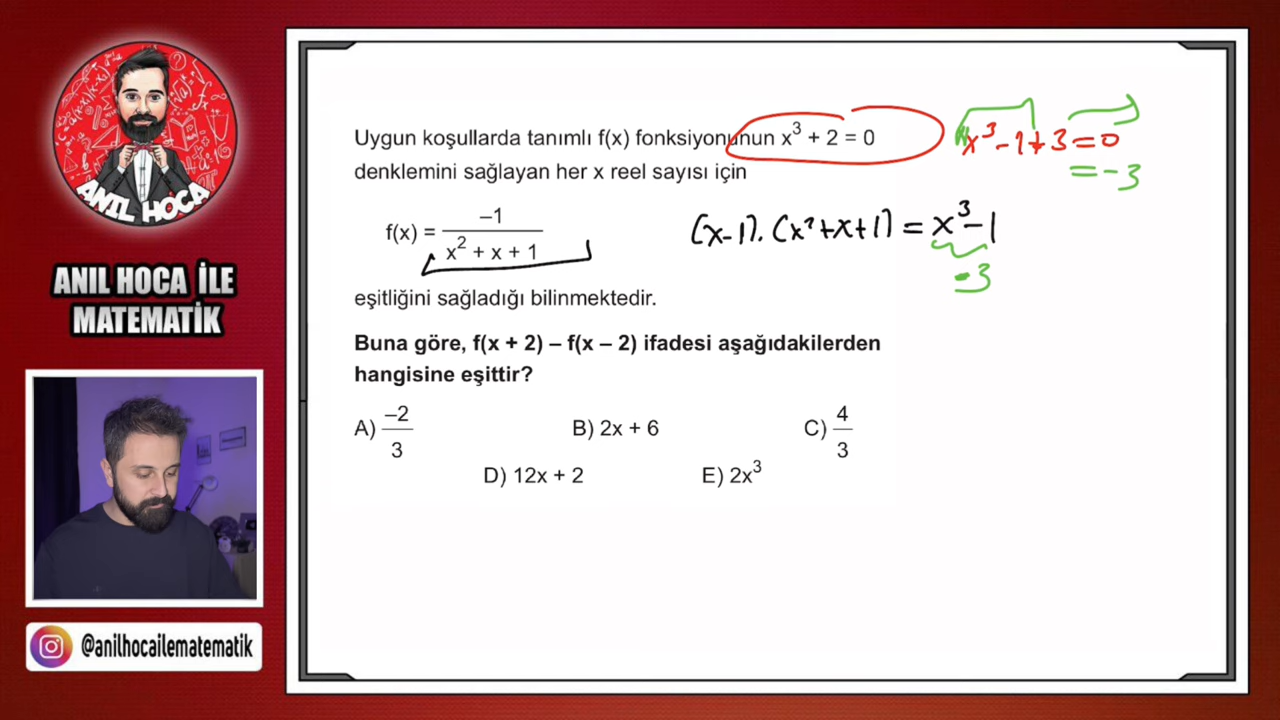 Uygun koşullarda tanımlı f(x) fonksiyonunun x³ + 2 = 0
x³ - 1 + 3 = 0
denklemini sağlayan her x reel sayısı için
= -3
f(x) = –1 / x² + x + 1
(x-1).(x²+x+1) = x³-1
-3
eşitliğini sağladığı bilinmektedir.
Buna göre, f(x + 2) – f(x – 2) ifadesi aşağıdakilerden
hangisine eşittir?
A) –2/3 B) 2x + 6 C) 4/3
D) 12x + 2 E) 2x³
ANIL HOCA
ANIL HOCA İLE
MATEMATİK
@anilhocailematematik